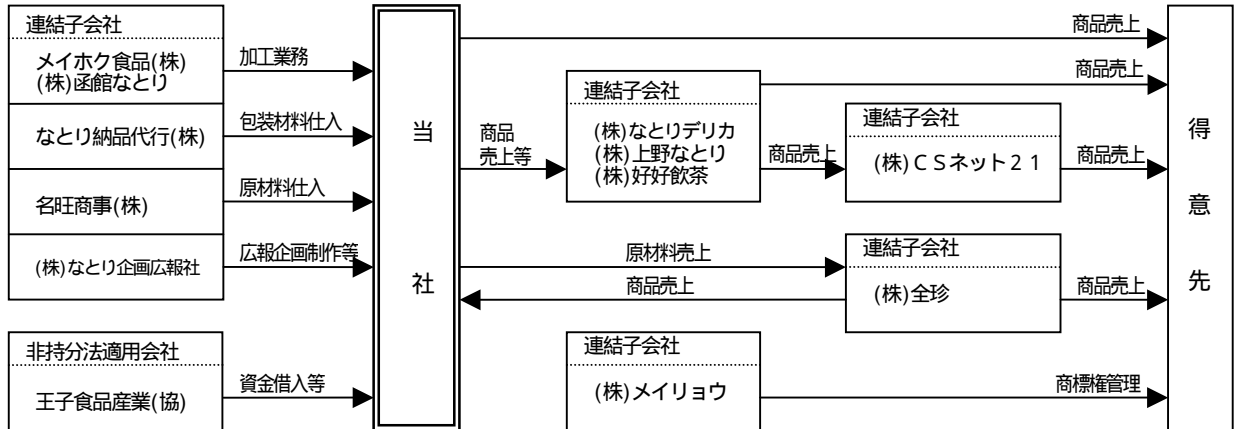 連結子会社
メイホク食品(株)
(株)函館なとり
なとり納品代行(株)
名旺商事(株)
(株)なとり企画広報社
非持分法適用会社
王子食品産業(協)
加工業務
包装材料仕入
原材料仕入
広報企画制作等
資金借入等
当
社
商品
売上等
商品売上
連結子会社
(株)なとりデリカ
(株)上野なとり
(株)好好飲茶
商品売上
商品売上
連結子会社
(株)ＣＳネット２１
商品売上
原材料売上
商品売上
連結子会社
(株)全珍
商品売上
連結子会社
(株)メイリョウ
商標権管理
得
意
先